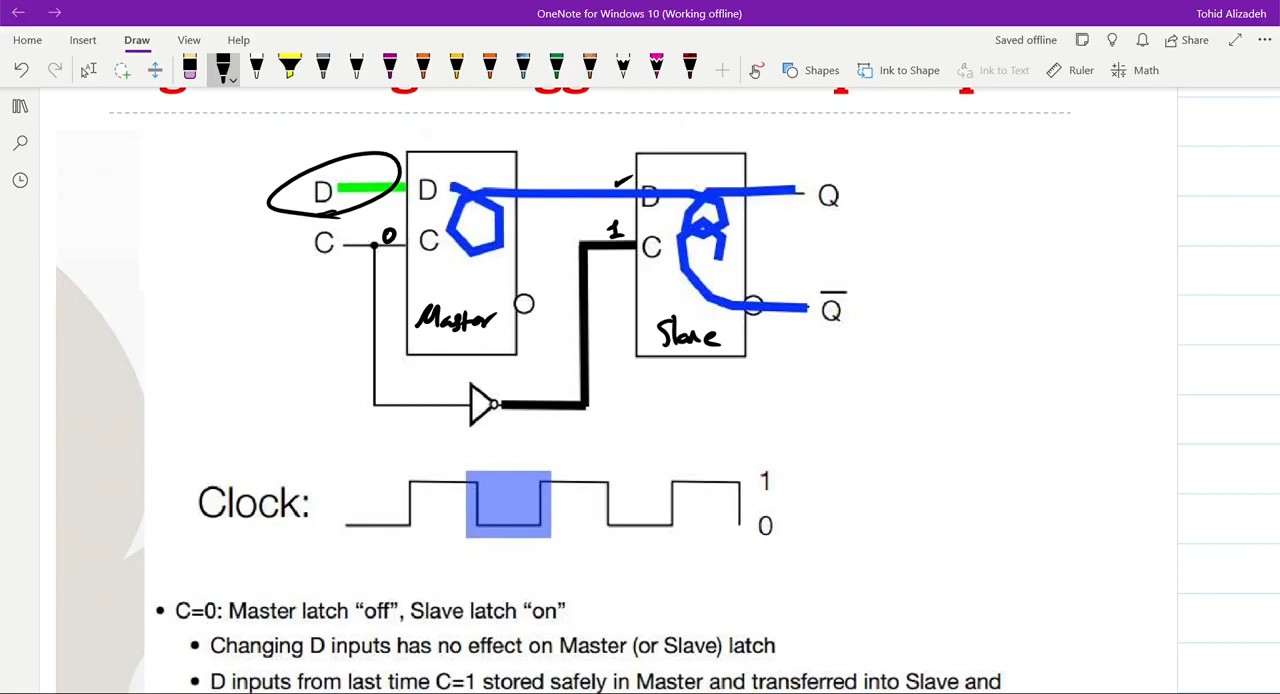 OneNote for Windows 10 (Working offline)
Tohid Alizadeh
Home Insert Draw View Help
Saved offline
Share
Shapes
Ink to Shape
Ink to Text
Ruler
Math
D D D Q
C 0 C 1 C
Master
Slave
Q
Clock:
1
0
• C=0: Master latch “off”, Slave latch “on”
• Changing D inputs has no effect on Master (or Slave) latch
• D inputs from last time C=1 stored safely in Master and transferred into Slave and